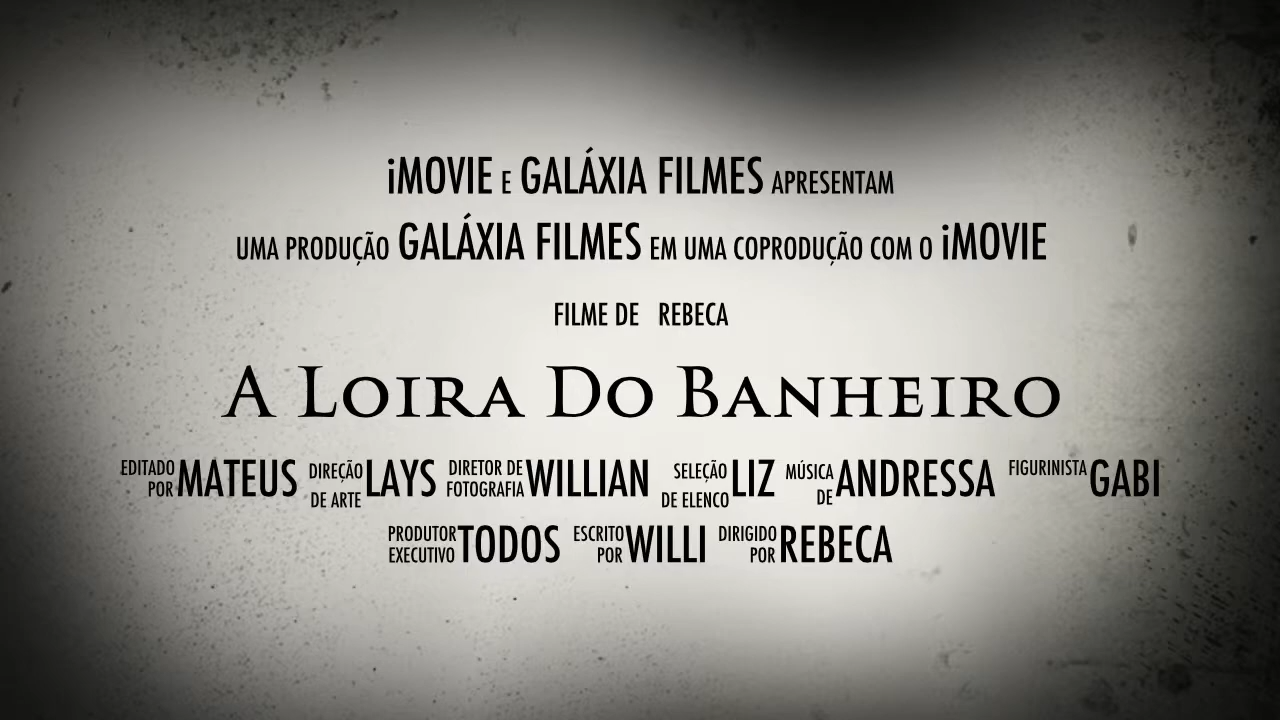 iMOVIE E GALÁXIA FILMES APRESENTAM
UMA PRODUÇÃO GALÁXIA FILMES EM UMA COPRODUÇÃO COM O iMOVIE
FILME DE REBECA
A LOIRA DO BANHEIRO
EDITADO POR MATEUS DIREÇÃO DE ARTE LAYS DIRETOR DE FOTOGRAFIA WILLIAN SELEÇÃO DE ELENCO LIZ MÚSICA DE ANDRESSA FIGURINISTA GABI
PRODUTOR EXECUTIVO TODOS ESCRITO POR WILLI DIRIGIDO POR REBECA